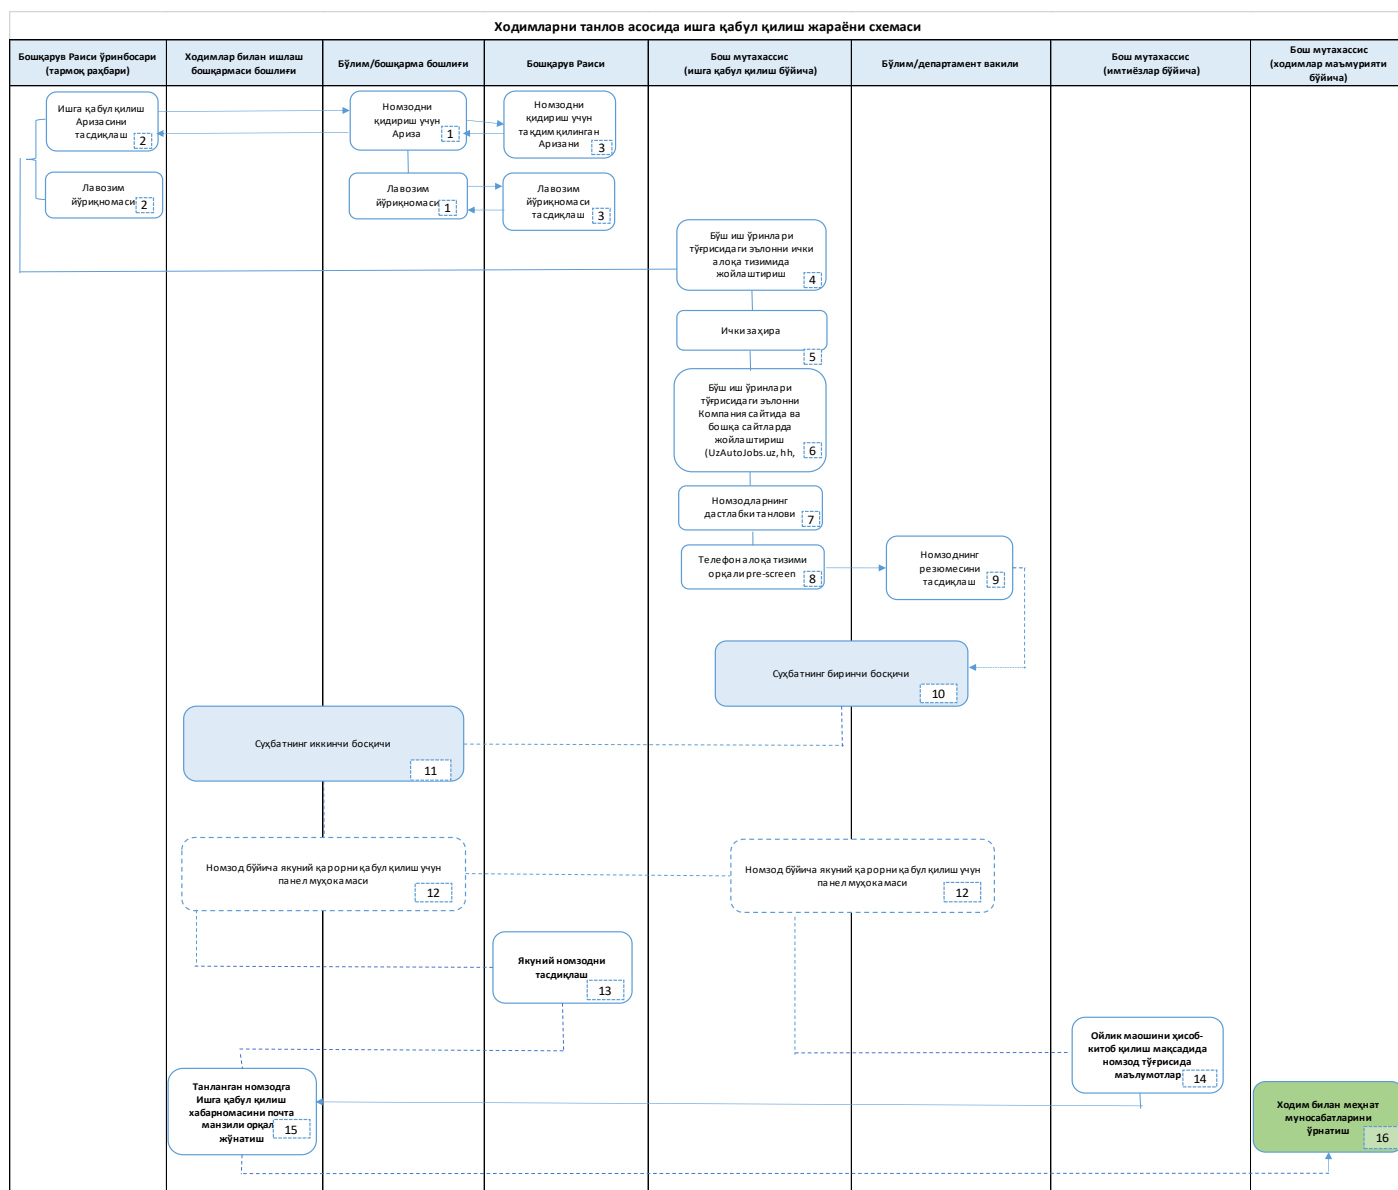 Ходимларни танлов асосида ишга қабул қилиш жараёни схемаси
Бошқарув Раиси ўринбосари
(тармоқ раҳбари)
Ходимлар билан ишлаш
бошқармаси бошлиғи
Бўлим/бошқарма бошлиғи
Бошқарув Раиси
Бош мутахассис
(ишга қабул қилиш бўйича)
Бўлим/департамент вакили
Бош мутахассис
(имтиёзлар бўйича)
Бош мутахассис
(ходимлар маъмурияти
бўйича)
Ишга қабул қилиш
Аризасини
тасдиқлаш
2
Номзодни
қидириш учун
Ариза
1
Номзодни
қидириш учун
тақдим қилинган
Аризани
3
Лавозим
йўриқномаси
2
Лавозим
йўриқномаси
1
Лавозим
йўриқномаси
тасдиқлаш
3
Бўш иш ўринлари
тўғрисидаги эълонни ички
алоқа тизимида
жойлаштириш
4
Ички заҳира
5
Бўш иш ўринлари
тўғрисидаги эълонни
Компания сайтида ва
бошқа сайтларда
жойлаштириш
(UzAutoJobs.uz, hh,
6
Номзодларнинг
дастлабки танлови
7
Телефон алоқа тизими
орқали pre-screen
8
Номзоднинг
резюмесини
тасдиқлаш
9
Суҳбатнинг биринчи босқичи
10
Суҳбатнинг иккинчи босқичи
11
Номзод бўйича якуний қарорни қабул қилиш учун
панел муҳокамаси
12
Номзод бўйича якуний қарорни қабул қилиш учун
панел муҳокамаси
12
Якуний номзодни
тасдиқлаш
13
Ойлик маошини ҳисоб-
китоб қилиш мақсадида
номзод тўғрисида
маълумотлар
14
Танланган номзодга
Ишга қабул қилиш
хабарномасини почта
манзили орқал
жўнатиш
15
Ходим билан меҳнат
муносабатларини
ўрнатиш
16